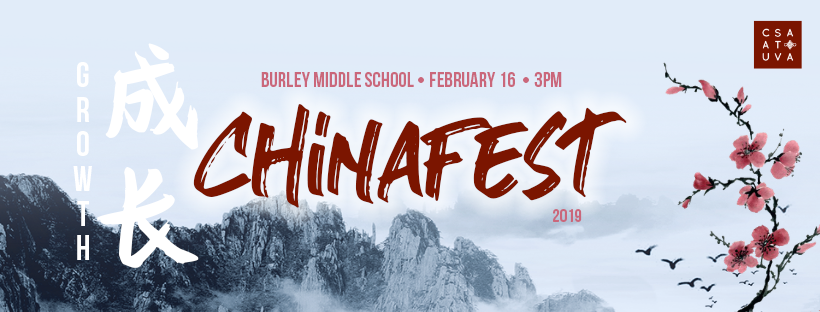 CSA
AT
UVA
BURLEY MIDDLE SCHOOL • FEBRUARY 16 • 3PM
GROWTH
成长
CHiNAFEST
2019